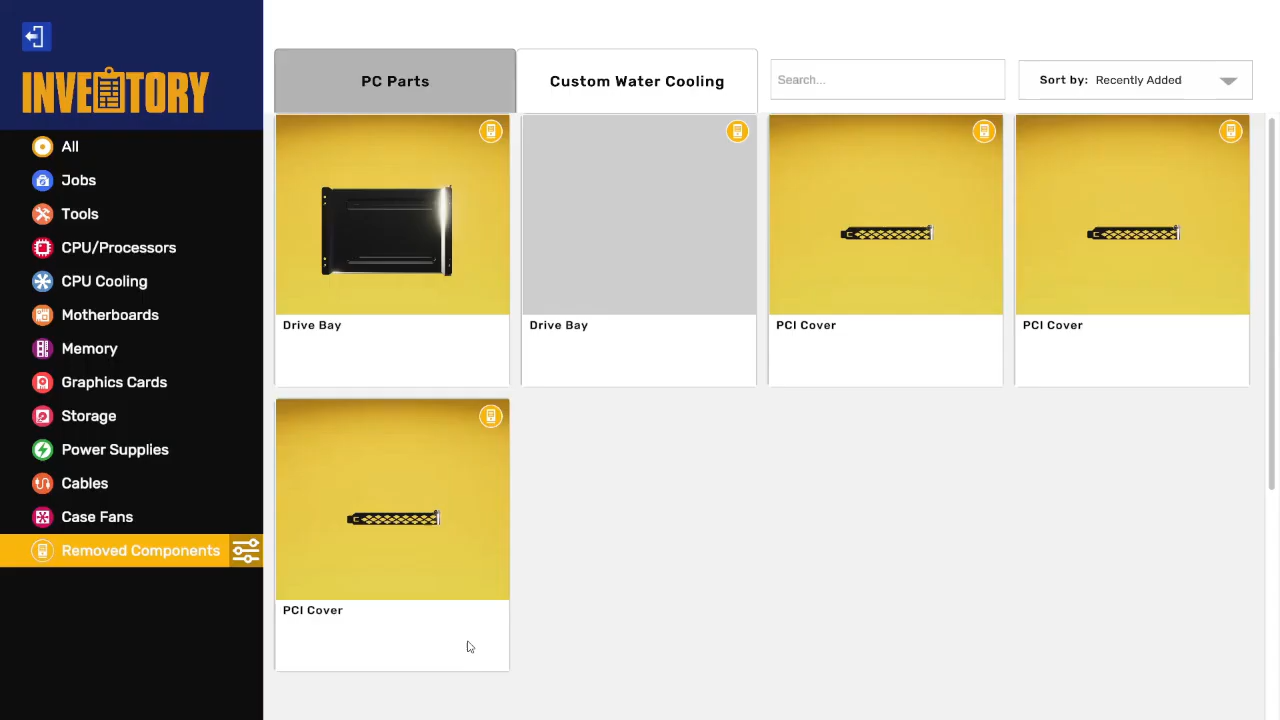 INVENTORY
All
Jobs
Tools
CPU/Processors
CPU Cooling
Motherboards
Memory
Graphics Cards
Storage
Power Supplies
Cables
Case Fans
Removed Components
PC Parts
Custom Water Cooling
Search...
Sort by: Recently Added
Drive Bay
Drive Bay
PCI Cover
PCI Cover
PCI Cover